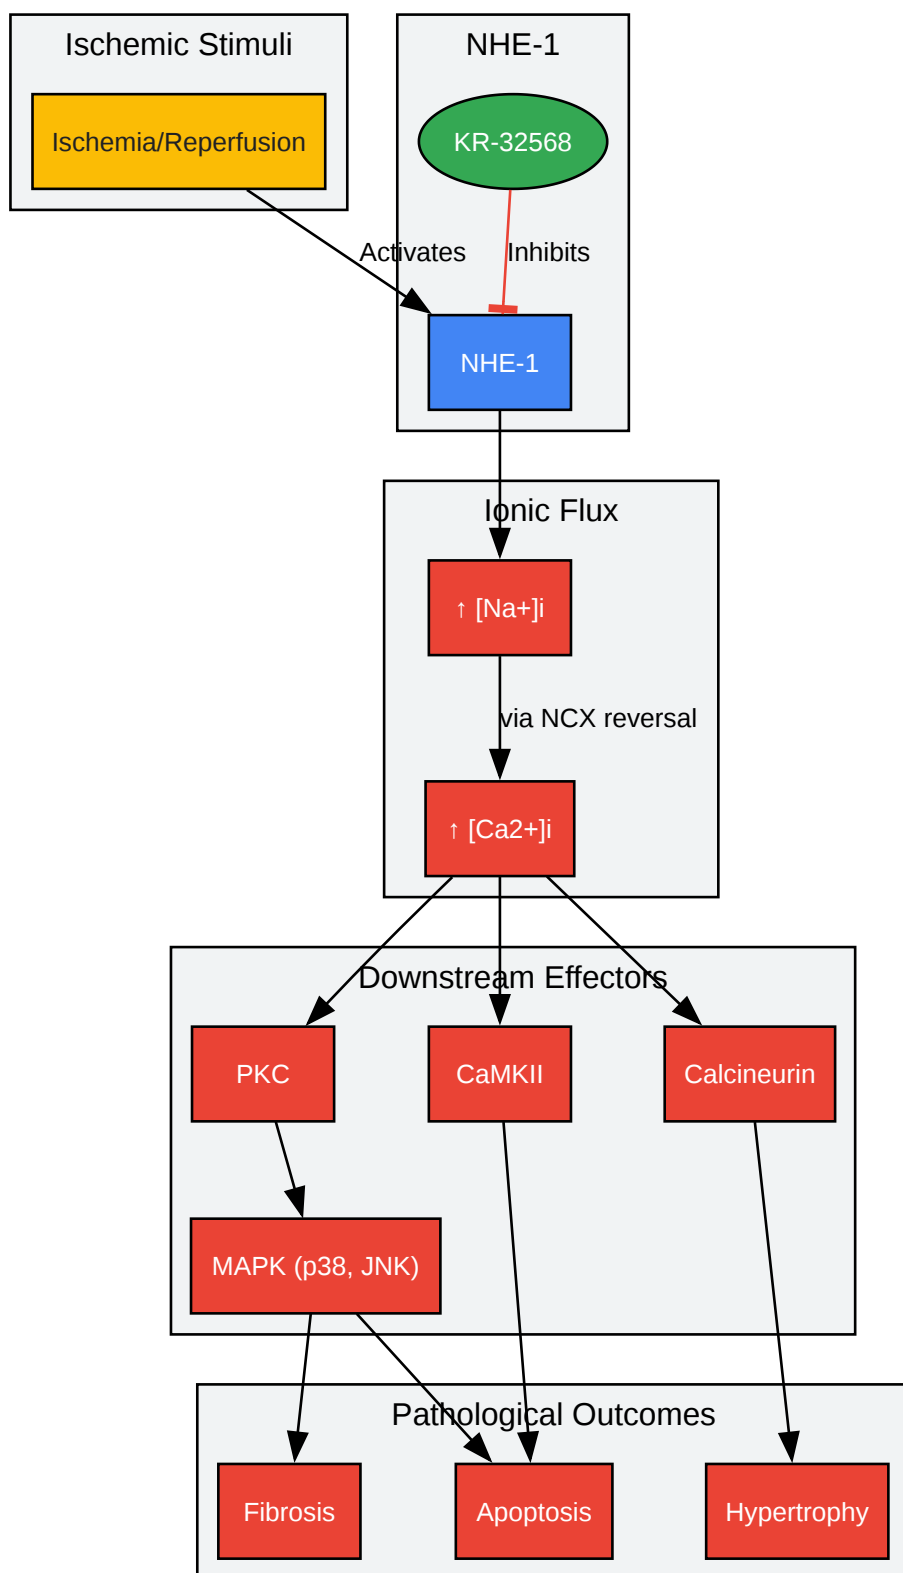 Ischemic Stimuli
NHE-1
Ischemia/Reperfusion
KR-32568
Activates
Inhibits
NHE-1
Ionic Flux
↑ [Na+]i
via NCX reversal
↑ [Ca2+]i
Downstream Effectors
PKC
CaMKII
Calcineurin
MAPK (p38, JNK)
Pathological Outcomes
Fibrosis
Apoptosis
Hypertrophy